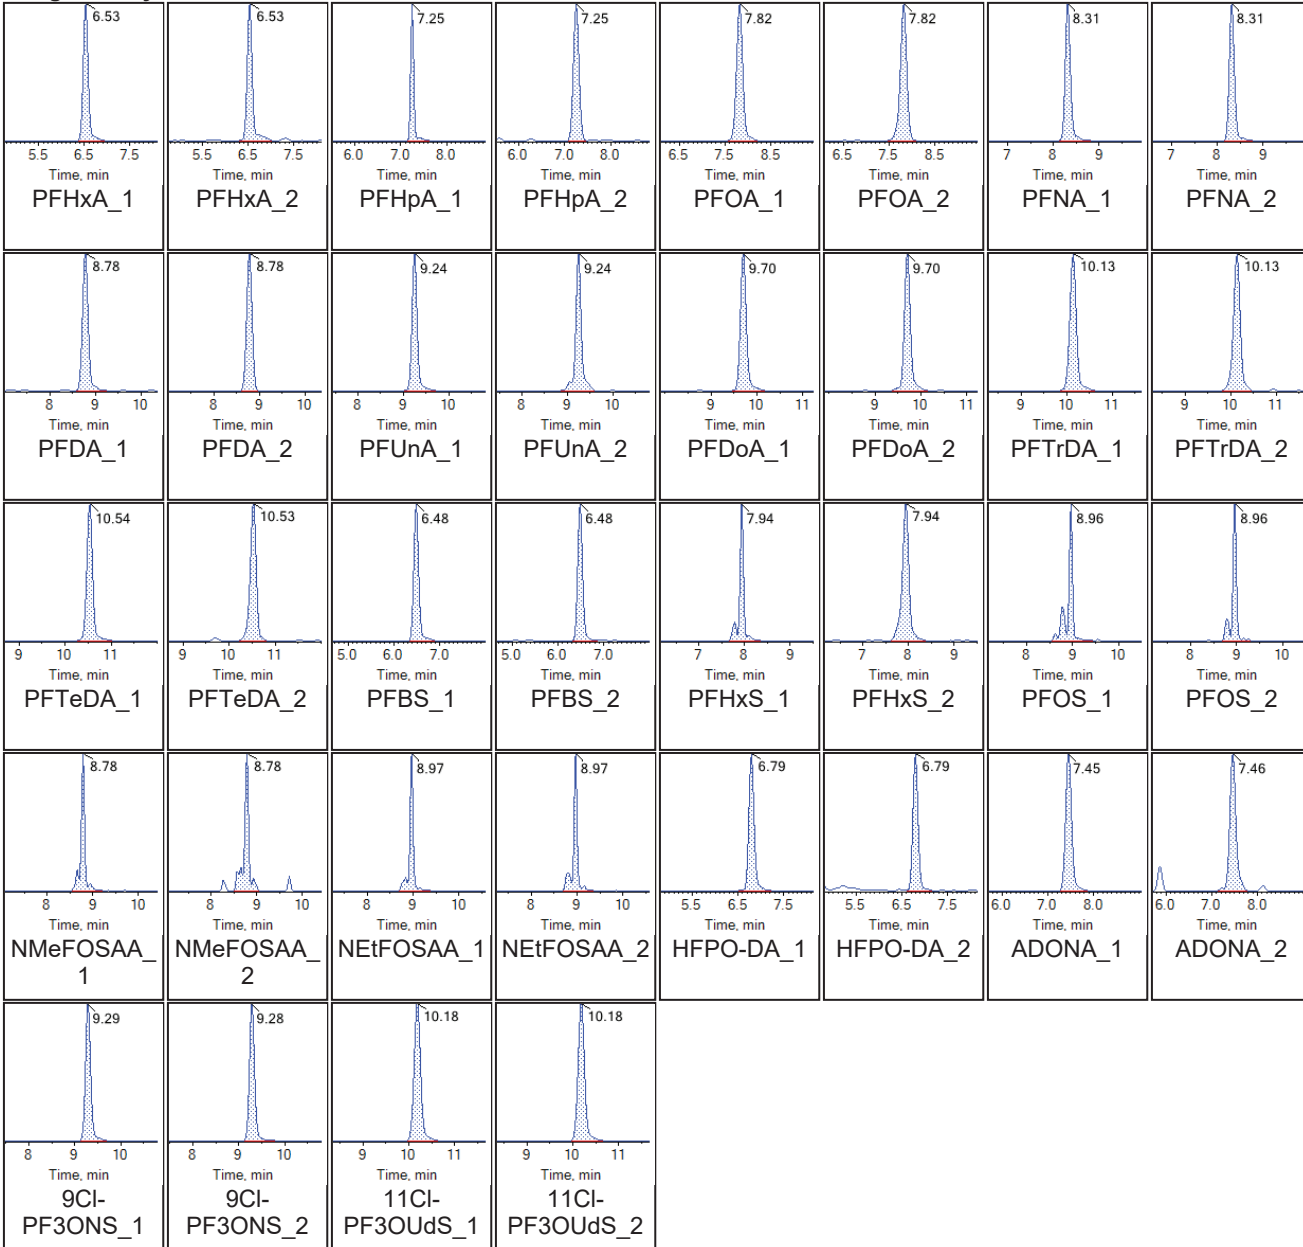 6.53 6.53 7.25 7.25 7.82 7.82 8.31 8.31
5.5 6.5 7.5 5.5 6.5 7.5 6.0 7.0 8.0 6.0 7.0 8.0 6.5 7.5 8.5 6.5 7.5 8.5 7 8 9 7 8 9
Time, min Time, min Time, min Time, min Time, min Time, min Time, min Time, min
PFHxA_1 PFHxA_2 PFHpA_1 PFHpA_2 PFOA_1 PFOA_2 PFNA_1 PFNA_2
8.78 8.78 9.24 9.24 9.70 9.70 10.13 10.13
8 9 10 8 9 10 8 9 10 8 9 10 9 10 11 9 10 11 9 10 11 9 10 11
Time, min Time, min Time, min Time, min Time, min Time, min Time, min Time, min
PFDA_1 PFDA_2 PFUnA_1 PFUnA_2 PFDoA_1 PFDoA_2 PFTrDA_1 PFTrDA_2
10.54 10.53 6.48 6.48 7.94 7.94 8.96 8.96
9 10 11 9 10 11 5.0 6.0 7.0 5.0 6.0 7.0 7 8 9 7 8 9 8 9 10 8 9 10
Time, min Time, min Time, min Time, min Time, min Time, min Time, min Time, min
PFTeDA_1 PFTeDA_2 PFBS_1 PFBS_2 PFHxS_1 PFHxS_2 PFOS_1 PFOS_2
8.78 8.78 8.97 8.97 6.79 6.79 7.45 7.46
8 9 10 8 9 10 8 9 10 8 9 10 5.5 6.5 7.5 5.5 6.5 7.5 6.0 7.0 8.0 6.0 7.0 8.0
Time, min Time, min Time, min Time, min Time, min Time, min Time, min Time, min
NMeFOSAA_ NMeFOSAA_ NEtFOSAA_1 NEtFOSAA_2 HFPO-DA_1 HFPO-DA_2 ADONA_1 ADONA_2
1 2
9.29 9.28 10.18 10.18
8 9 10 8 9 10 9 10 11 9 10 11
Time, min Time, min Time, min Time, min
9Cl- 9Cl- 11Cl- 11Cl-
PF3ONS_1 PF3ONS_2 PF3OUdS_1 PF3OUdS_2